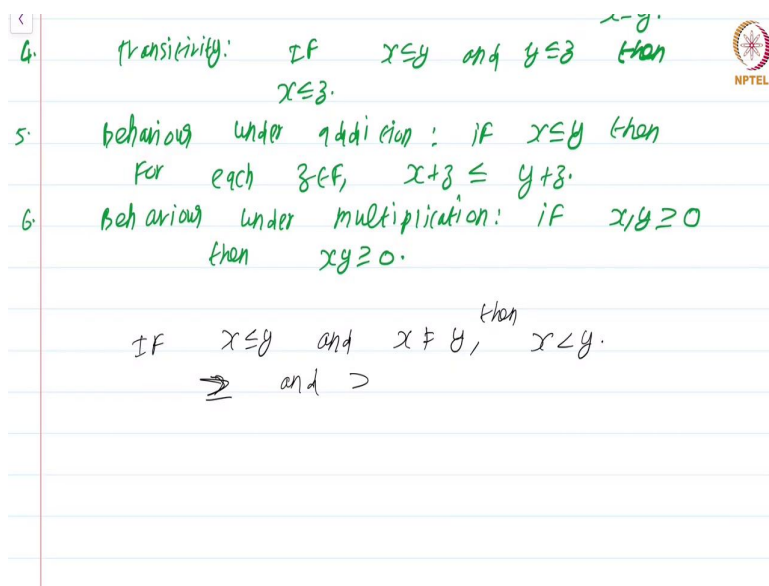 x=y.
4. Transitivity: If x≤y and y≤z then
NPTEL
x≤z.
5. Behaviour under addition: if x≤y then
For each z∈F, x+z ≤ y+z.
6. Behaviour under multiplication: if x,y≥0
then xy≥0.
then
If x≤y and x≠y, x<y.
≥ and >